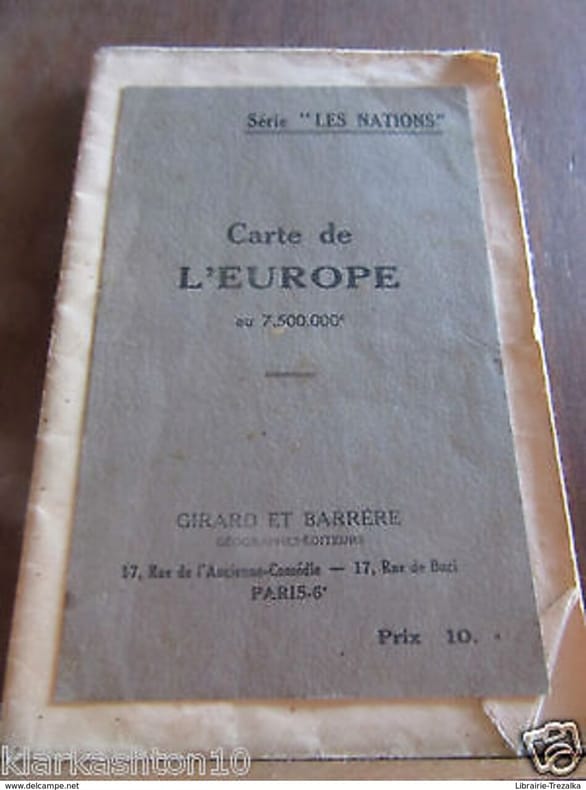 Série "LES NATIONS"
Carte de
L'EUROPE
au 7.500.000e
GIRARD ET BARRÈRE
GÉOGRAPHES-ÉDITEURS
17, Rue de l'Ancienne-Comédie — 17, Rue de Buci
PARIS-6e
Prix 10.
klarkashton10
www.delcampe.net
Librairie-Trezalka